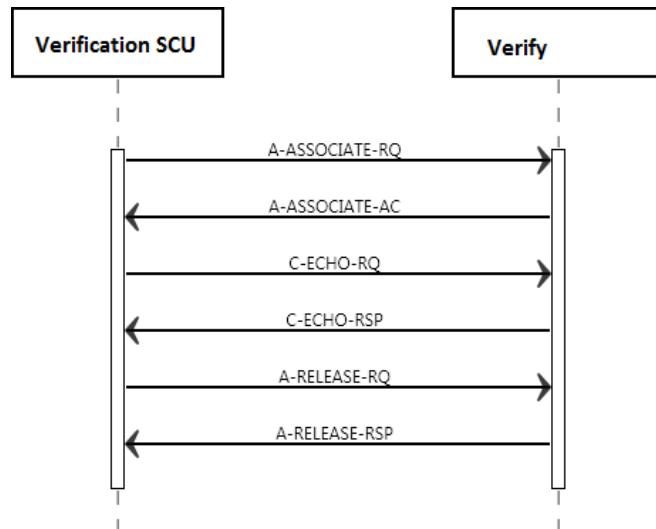 Verification SCU
Verify
A-ASSOCIATE-RQ
A-ASSOCIATE-AC
C-ECHO-RQ
C-ECHO-RSP
A-RELEASE-RQ
A-RELEASE-RSP